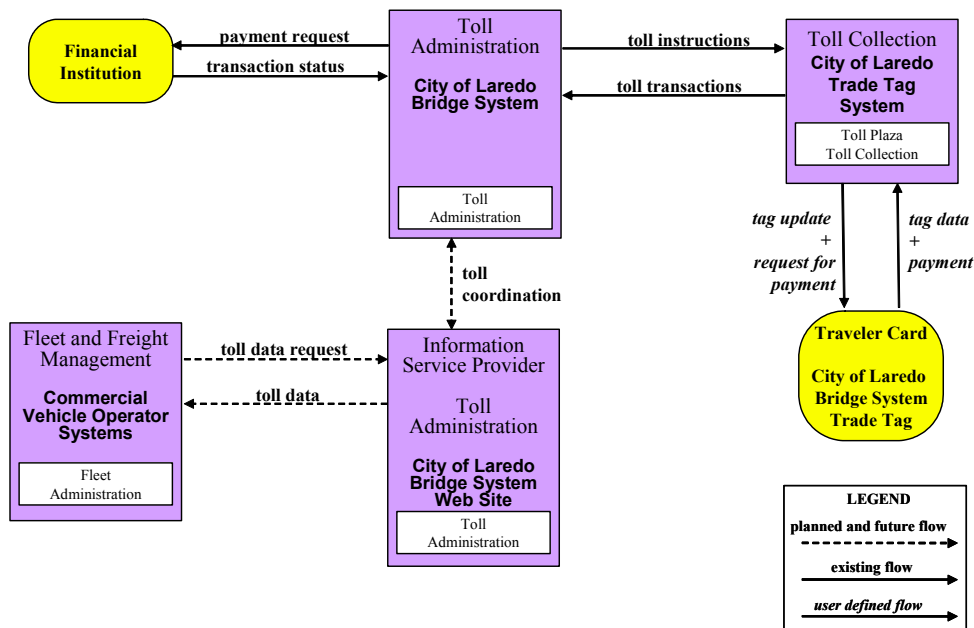 Financial
Institution
payment request
transaction status
Toll
Administration
City of Laredo
Bridge System
Toll
Administration
toll instructions
toll transactions
Toll Collection
City of Laredo
Trade Tag
System
Toll Plaza
Toll Collection
tag update
+
request for
payment
tag data
+
payment
toll
coordination
Traveler Card
City of Laredo
Bridge System
Trade Tag
Fleet and Freight
Management
Commercial
Vehicle Operator
Systems
Fleet
Administration
toll data request
toll data
Information
Service Provider
Toll
Administration
City of Laredo
Bridge System
Web Site
Toll
Administration
LEGEND
planned and future flow
existing flow
user defined flow